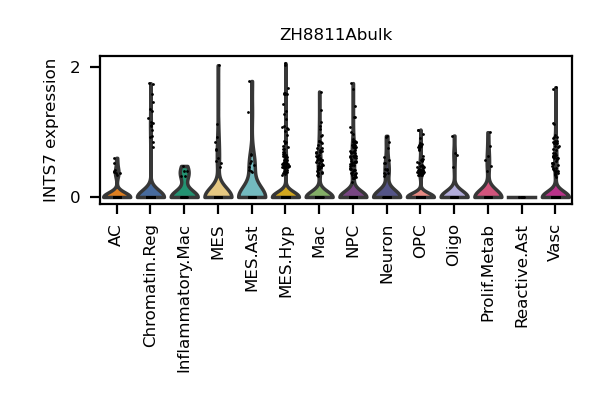 ZH8811Abulk
INTS7 expression
2
0
AC
Chromatin.Reg
Inflammatory.Mac
MES
MES.Ast
MES.Hyp
Mac
NPC
Neuron
OPC
Oligo
Prolif.Metab
Reactive.Ast
Vasc